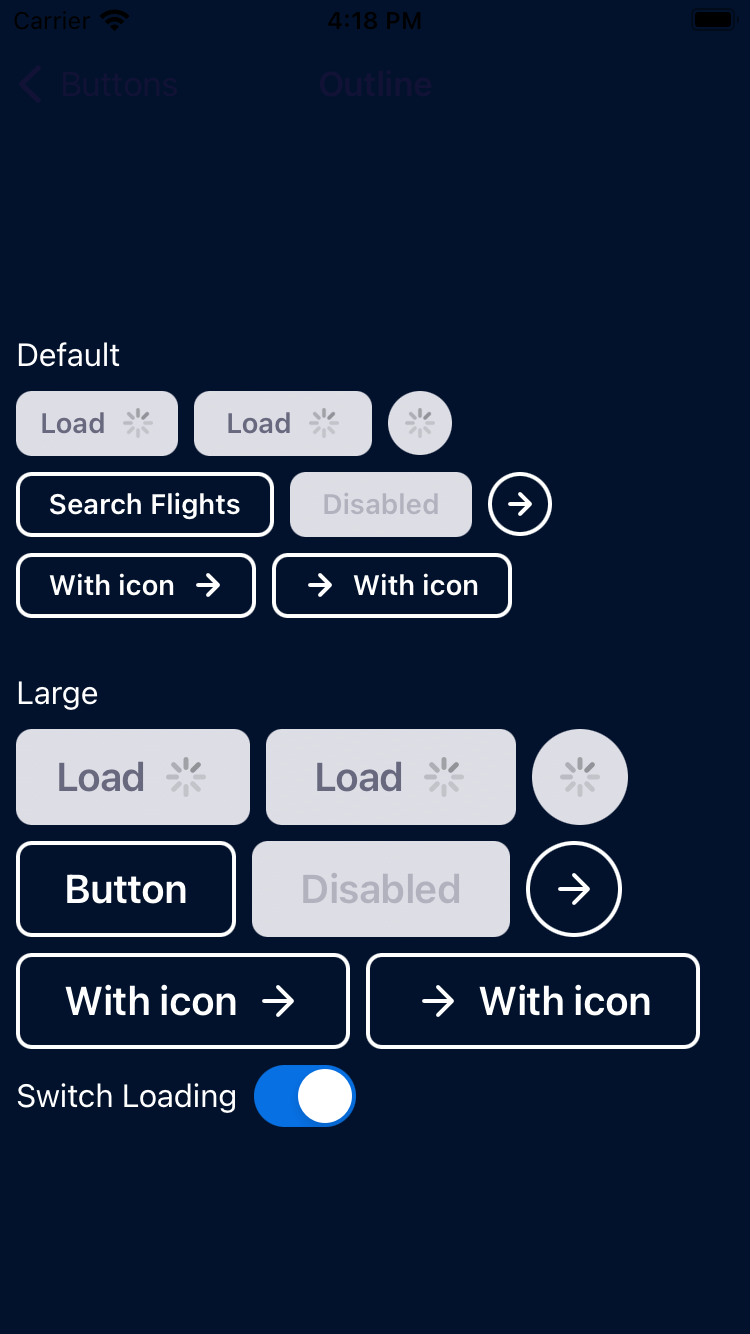 Carrier 4:18 PM
Buttons Outline
Default
Load Load
Search Flights Disabled
With icon With icon
Large
Load Load
Button Disabled
With icon With icon
Switch Loading